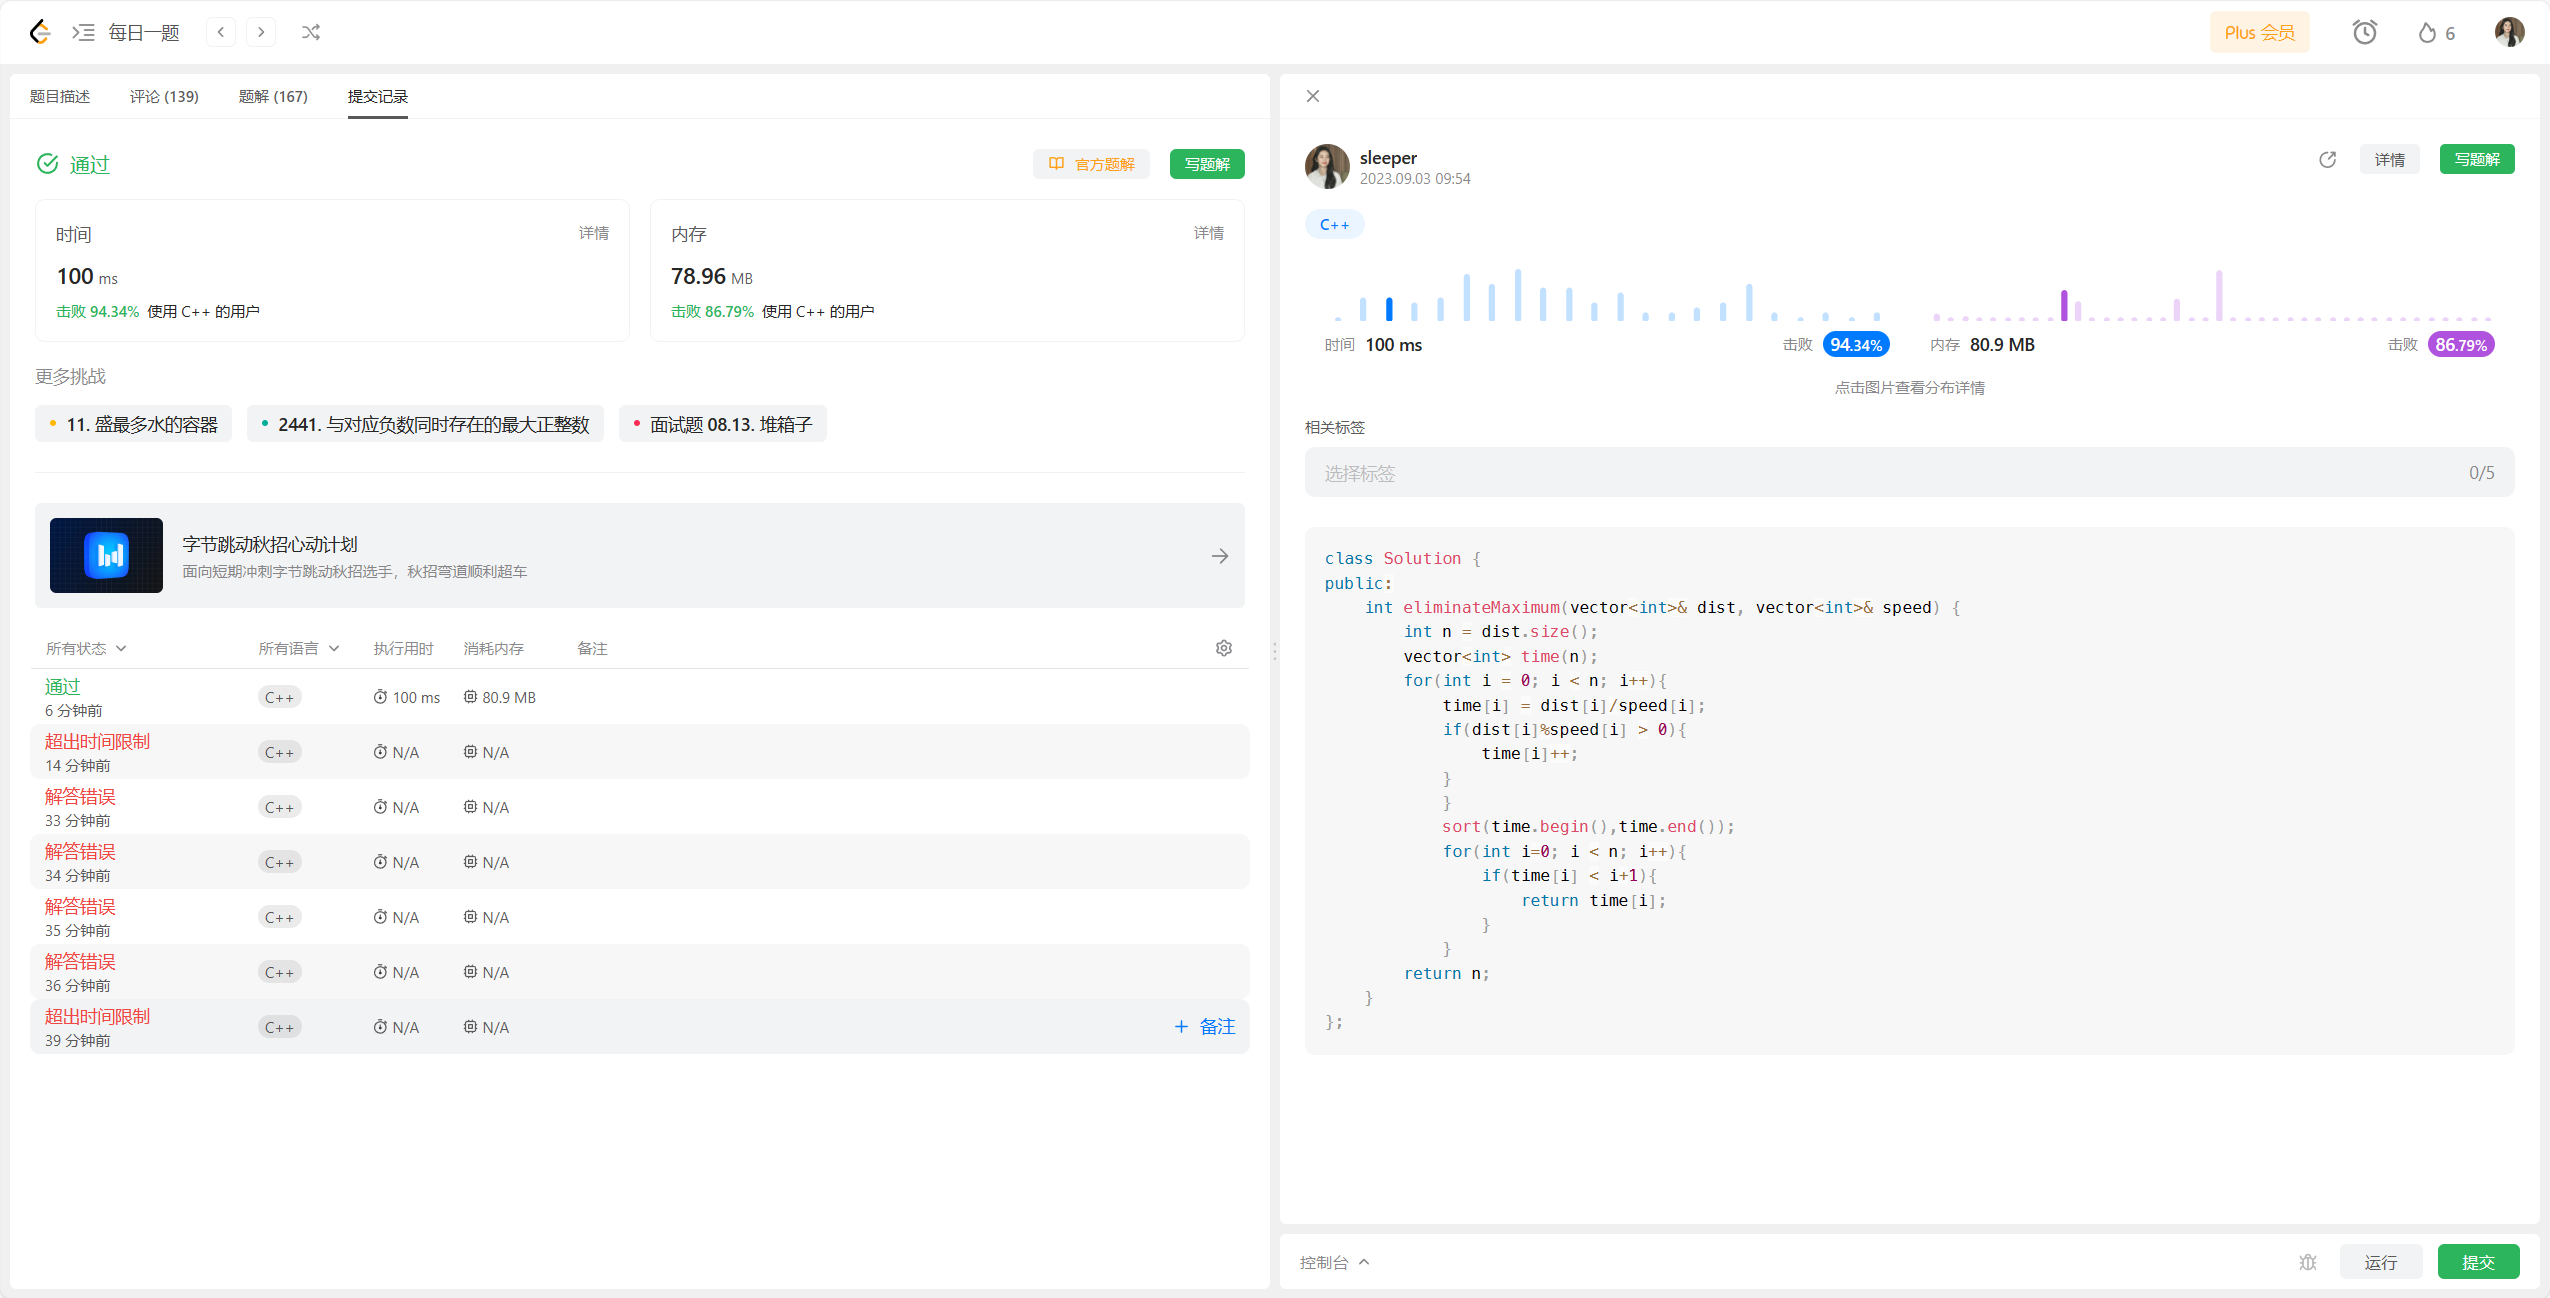 每日一题
Plus 会员
6
题目描述
评论 (139)
题解 (167)
提交记录
通过
官方题解
写题解
时间
详情
100 ms
击败 94.34% 使用 C++ 的用户
内存
详情
78.96 MB
击败 86.79% 使用 C++ 的用户
更多挑战
11. 盛最多水的容器
2441. 与对应负数同时存在的最大正整数
面试题 08.13. 堆箱子
字节跳动秋招心动计划
面向短期冲刺字节跳动秋招选手，秋招弯道顺利超车
所有状态 所有语言 执行用时 消耗内存 备注
通过
6 分钟前
C++ 100 ms 80.9 MB
超出时间限制
14 分钟前
C++ N/A N/A
解答错误
33 分钟前
C++ N/A N/A
解答错误
34 分钟前
C++ N/A N/A
解答错误
35 分钟前
C++ N/A N/A
解答错误
36 分钟前
C++ N/A N/A
超出时间限制
39 分钟前
C++ N/A N/A
+ 备注
sleeper
2023.09.03 09:54
详情
写题解
C++
时间 100 ms
击败 94.34%
内存 80.9 MB
击败 86.79%
点击图片查看分布详情
相关标签
选择标签
0/5
class Solution {
public:
    int eliminateMaximum(vector<int>& dist, vector<int>& speed) {
        int n = dist.size();
        vector<int> time(n);
        for(int i = 0; i < n; i++){
            time[i] = dist[i]/speed[i];
            if(dist[i]%speed[i] > 0){
                time[i]++;
            }
            }
            sort(time.begin(),time.end());
            for(int i=0; i < n; i++){
                if(time[i] < i+1){
                    return time[i];
                }
            }
        return n;
    }
};
控制台
运行
提交